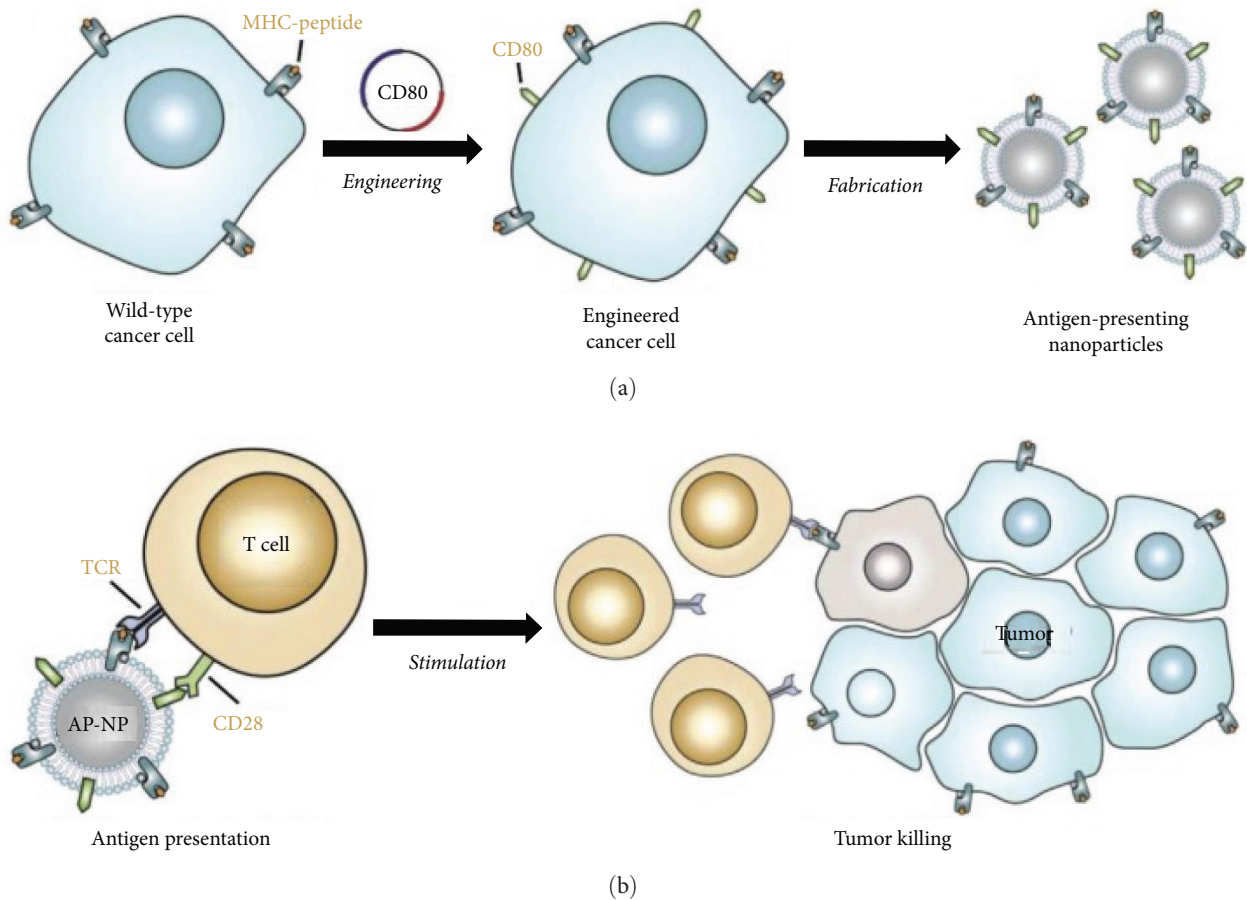 MHC-peptide
CD80
CD80
Engineering
Fabrication
Wild-type
cancer cell
Engineered
cancer cell
Antigen-presenting
nanoparticles
(a)
T cell
TCR
Stimulation
AP-NP
CD28
Tumor
Antigen presentation
Tumor killing
(b)